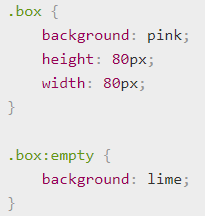 .box {
    background: pink;
    height: 80px;
    width: 80px;
}

.box:empty {
    background: lime;
}